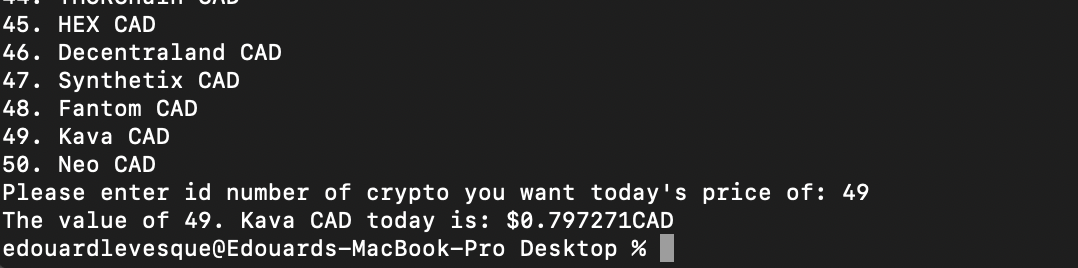 45. HEX CAD
46. Decentraland CAD
47. Synthetix CAD
48. Fantom CAD
49. Kava CAD
50. Neo CAD
Please enter id number of crypto you want today's price of: 49
The value of 49. Kava CAD today is: $0.797271CAD
edouardlevesque@Edouards-MacBook-Pro Desktop %